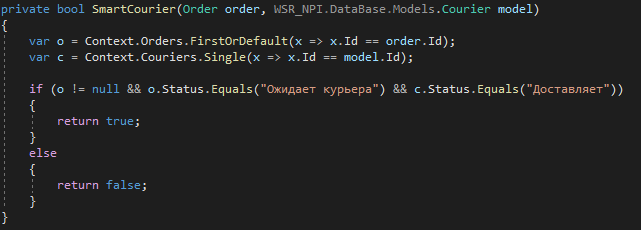 private bool SmartCourier(Order order, WSR_NPI.DataBase.Models.Courier model)
{
var o = Context.Orders.FirstOrDefault(x => x.Id == order.Id);
var c = Context.Couriers.Single(x => x.Id == model.Id);
if (o != null && o.Status.Equals("Ожидает курьера") && c.Status.Equals("Доставляет"))
{
return true;
}
else
{
return false;
}
}